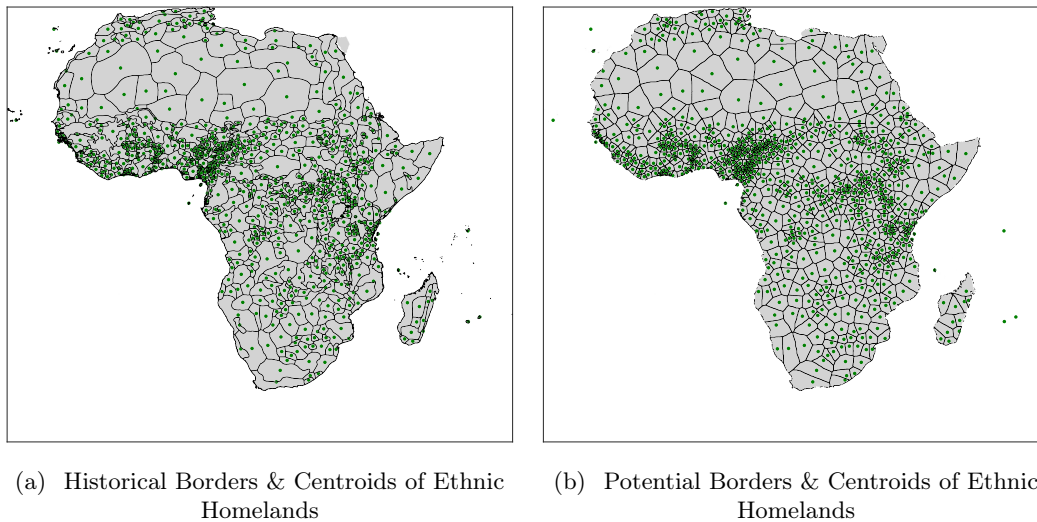 (a) Historical Borders & Centroids of Ethnic
Homelands
(b) Potential Borders & Centroids of Ethnic
Homelands